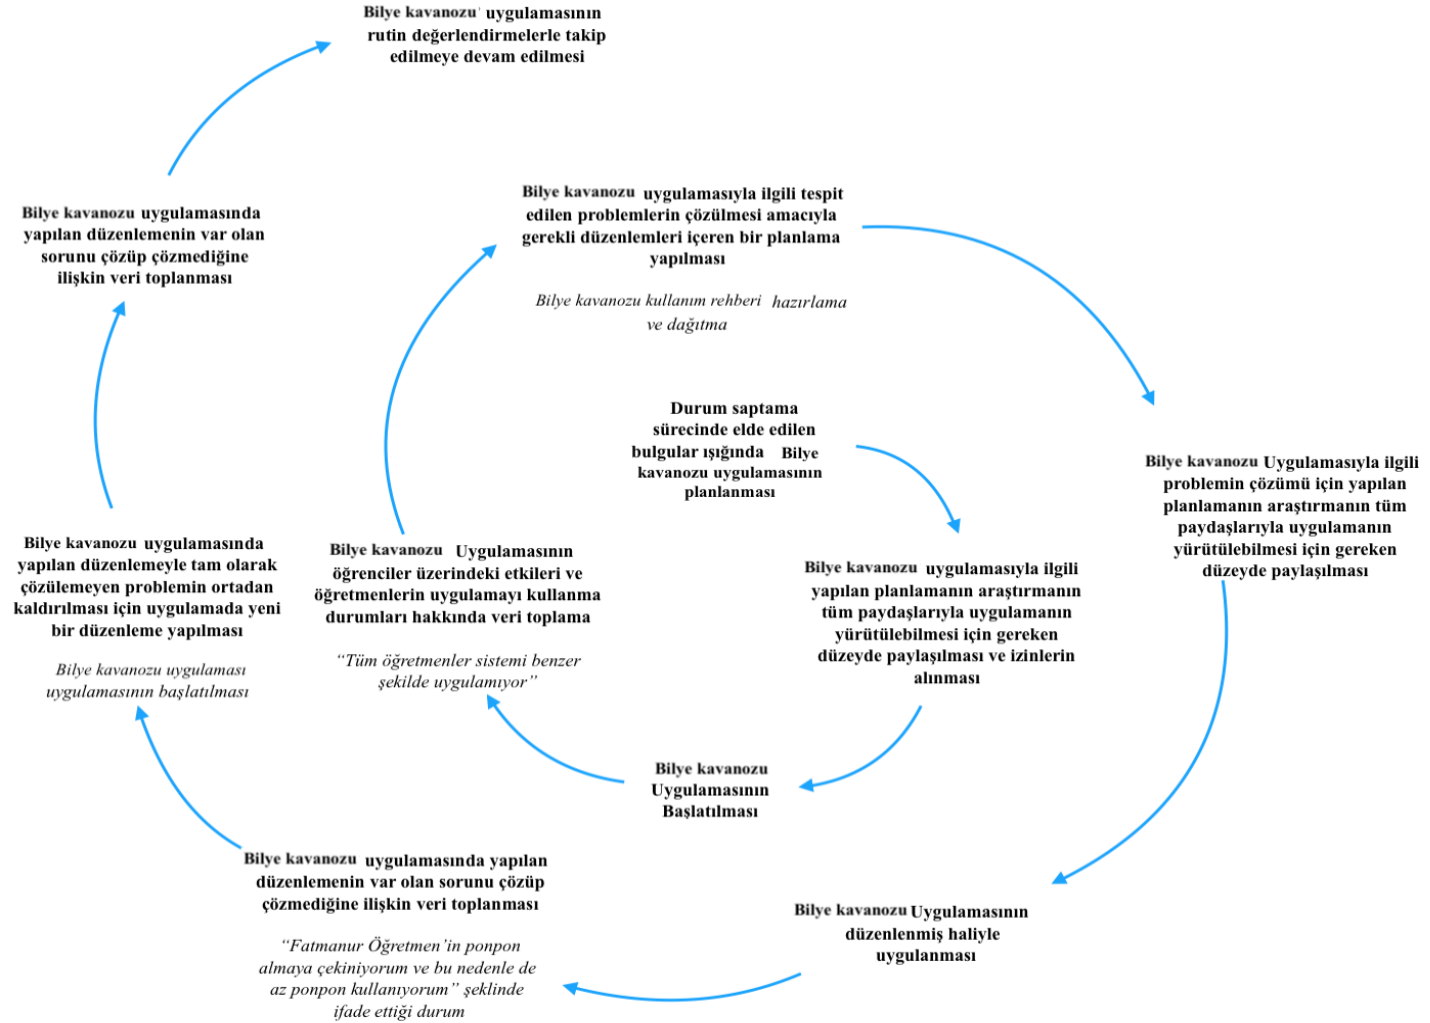 Bilye kavanozu' uygulamasının
rutin değerlendirmelerle takip
edilmeye devam edilmesi
Bilye kavanozu uygulamasında
yapılan düzenlemenin var olan
sorunu çözüp çözmediğine
ilişkin veri toplanması
Bilye kavanozu uygulamasıyla ilgili tespit
edilen problemlerin çözülmesi amacıyla
gerekli düzenlemleri içeren bir planlama
yapılması
Bilye kavanozu kullanım rehberi hazırlama
ve dağıtma
Durum saptama
sürecinde elde edilen
bulgular ışığında Bilye
kavanozu uygulamasının
planlanması
Bilye kavanozu Uygulamasıyla ilgili
problemin çözümü için yapılan
planlamanın araştırmanın tüm
paydaşlarıyla uygulamanın
yürütülebilmesi için gereken
düzeyde paylaşılması
Bilye kavanozu uygulamasında
yapılan düzenlemeyle tam olarak
çözülemeyen problemin ortadan
kaldırılması için uygulamada yeni
bir düzenleme yapılması
Bilye kavanozu uygulaması
uygulamasının başlatılması
Bilye kavanozu Uygulamasının
öğrenciler üzerindeki etkileri ve
öğretmenlerin uygulamayı kullanma
durumları hakkında veri toplama
“Tüm öğretmenler sistemi benzer
şekilde uygulamıyor”
Bilye kavanozu uygulamasıyla ilgili
yapılan planlamanın araştırmanın
tüm paydaşlarıyla uygulamanın
yürütülebilmesi için gereken
düzeyde paylaşılması ve izinlerin
alınması
Bilye kavanozu
Uygulamasının
Başlatılması
Bilye kavanozu uygulamasında yapılan
düzenlemenin var olan sorunu çözüp
çözmediğine ilişkin veri toplanması
“Fatmanur Öğretmen’in ponpon
almaya çekiniyorum ve bu nedenle de
az ponpon kullanıyorum” şeklinde
ifade ettiği durum
Bilye kavanozu Uygulamasının
düzenlenmiş haliyle
uygulanması